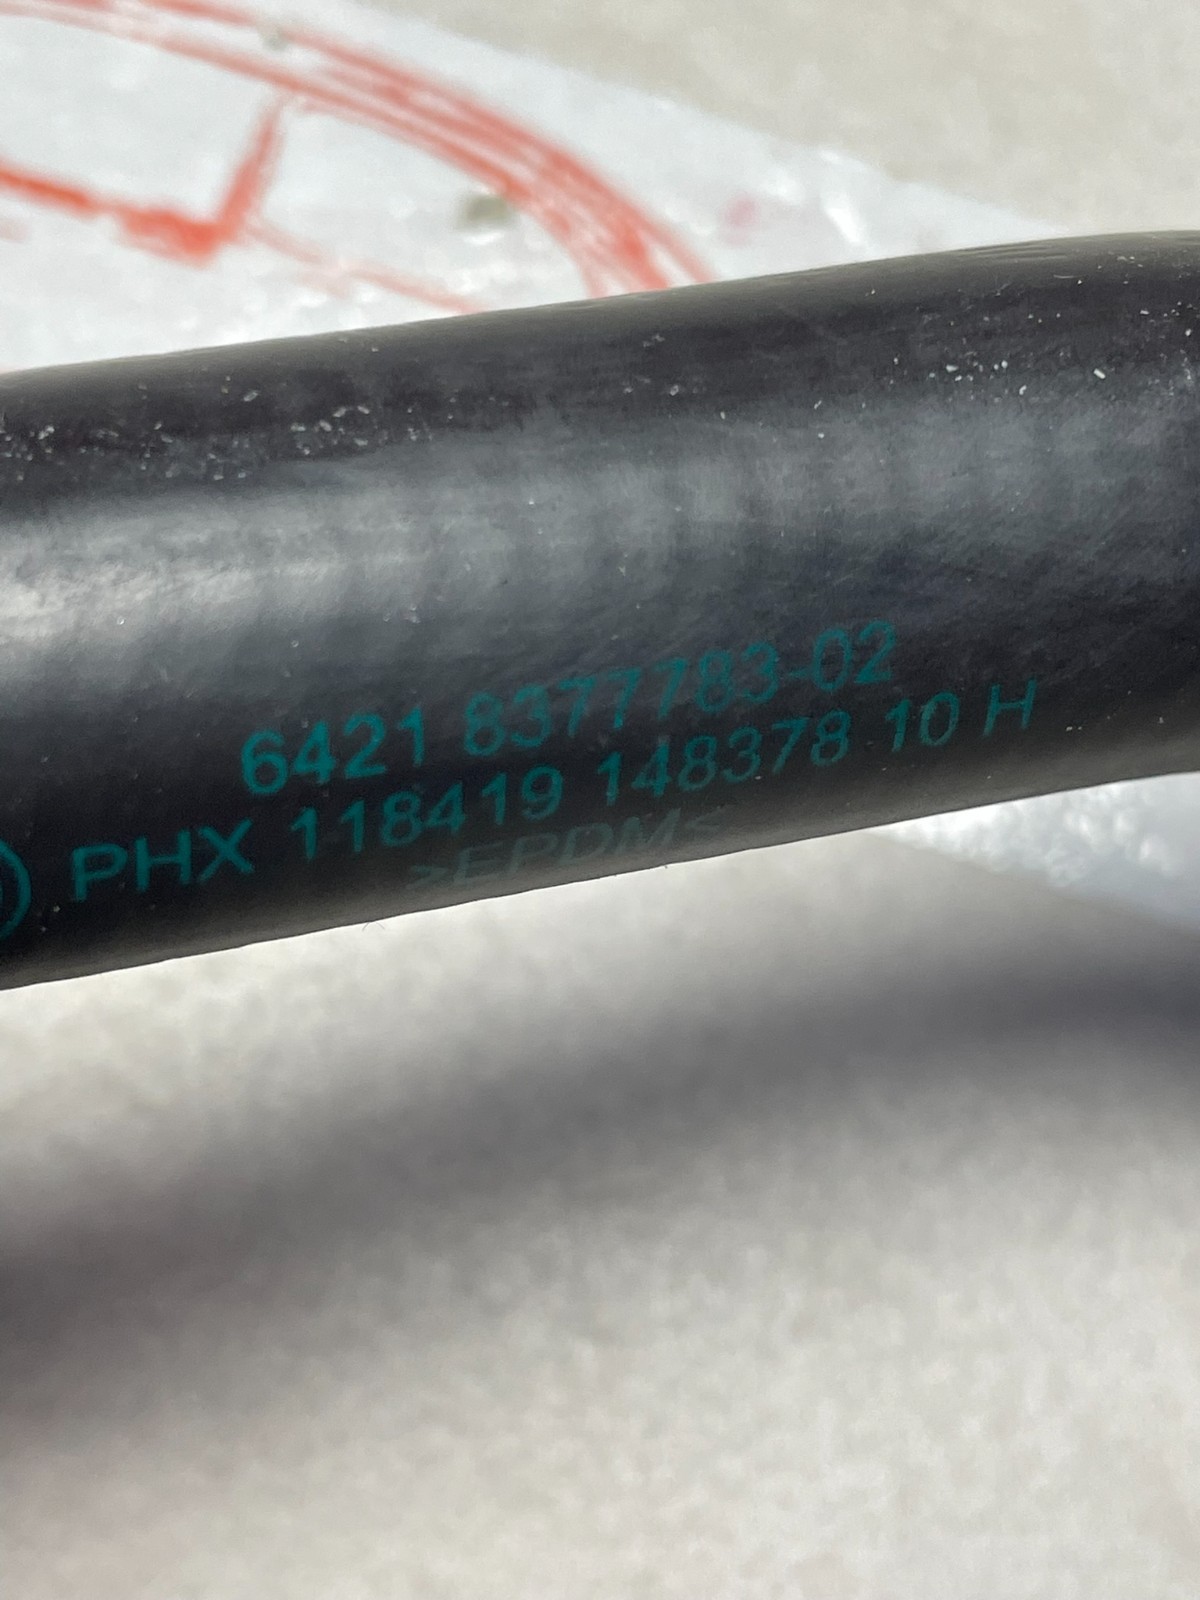 6421 8377783-02
PHX 118419 148378 10 H
>EPDM<